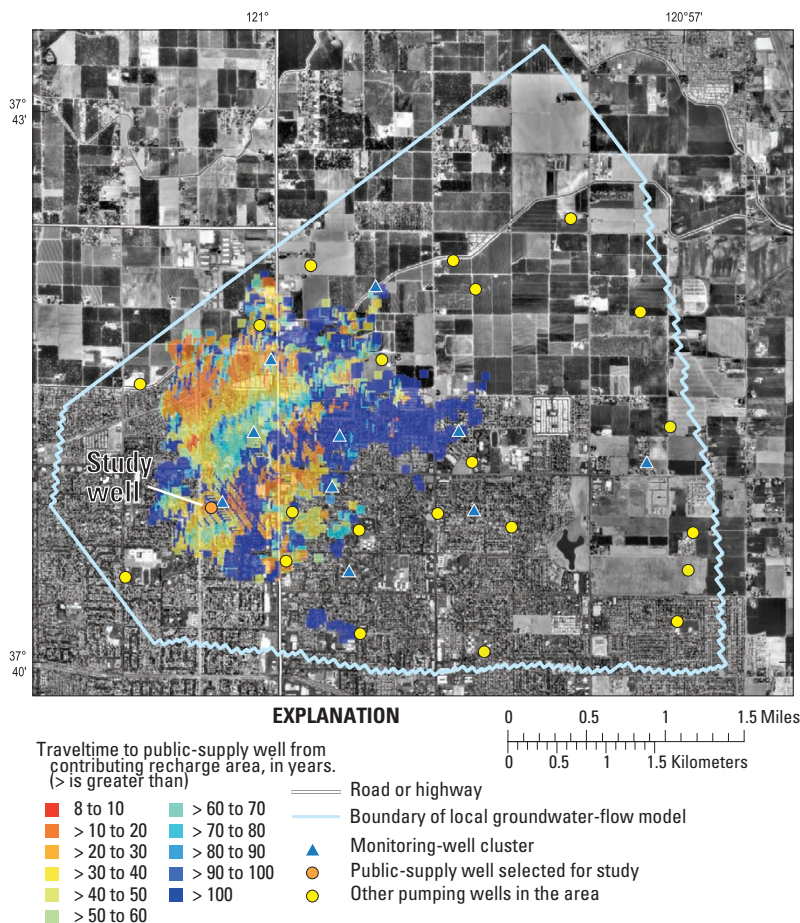 121°
120°57'
37°
43'
Study
well
37°
40'
EXPLANATION
0 0.5 1 1.5 Miles
0 0.5 1 1.5 Kilometers
Traveltime to public-supply well from
contributing recharge area, in years.
(> is greater than)
8 to 10
> 10 to 20
> 20 to 30
> 30 to 40
> 40 to 50
> 50 to 60
> 60 to 70
> 70 to 80
> 80 to 90
> 90 to 100
> 100
Road or highway
Boundary of local groundwater-flow model
Monitoring-well cluster
Public-supply well selected for study
Other pumping wells in the area